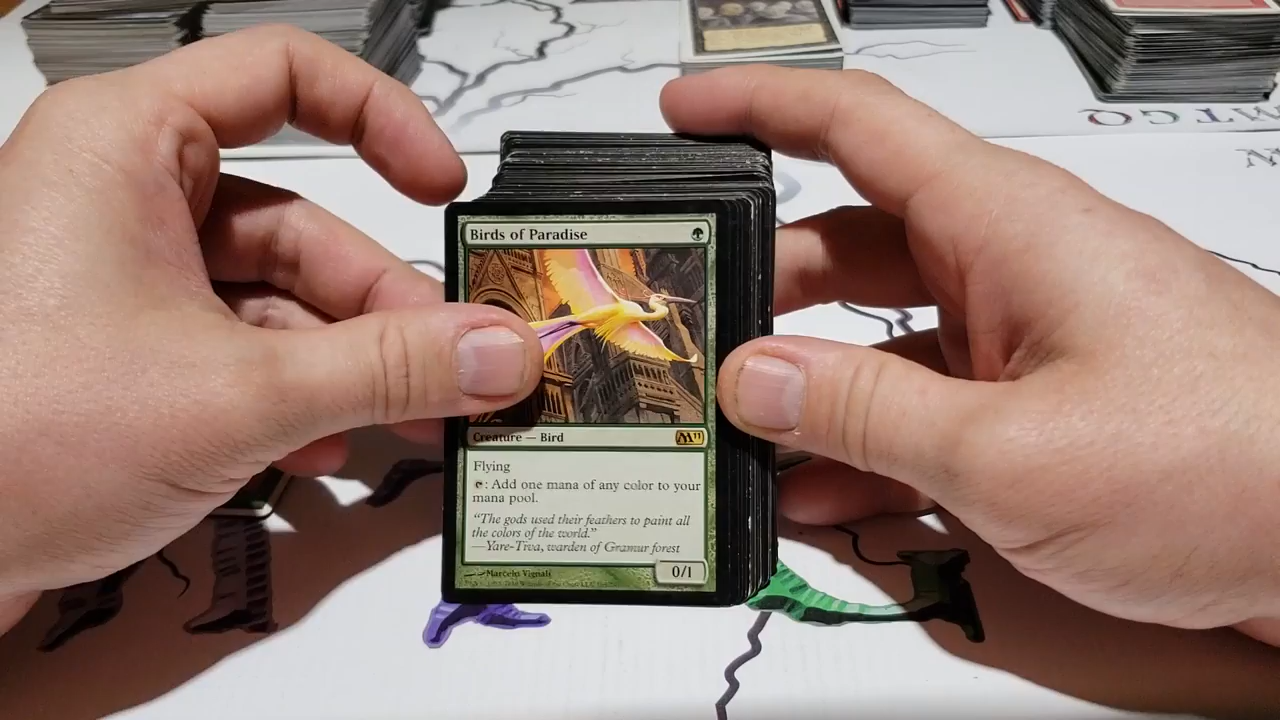 MTGQ
Birds of Paradise
Creature — Bird
M11
Flying
: Add one mana of any color to your
mana pool.
"The gods used their feathers to paint all
the colors of the world."
—Yare-Tiva, warden of Gramur forest
0/1
Marcelo Vignali